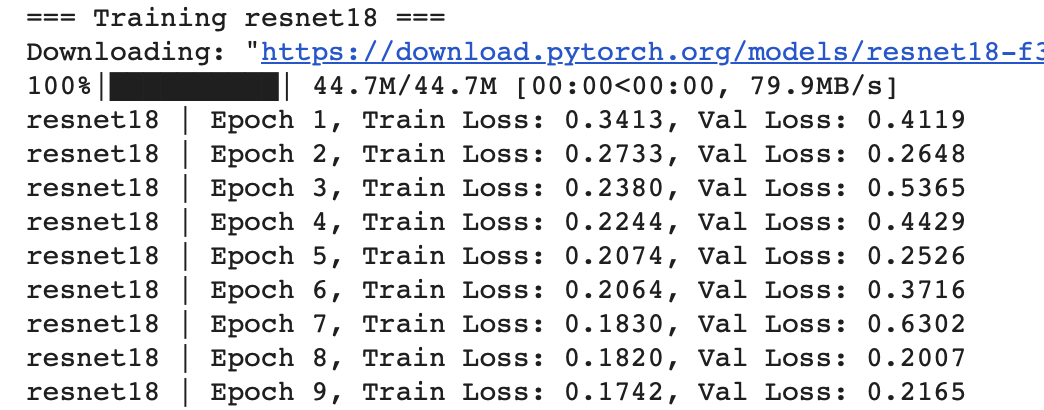 === Training resnet18 ===
Downloading: "https://download.pytorch.org/models/resnet18-f3
100%|██████████| 44.7M/44.7M [00:00<00:00, 79.9MB/s]
resnet18 | Epoch 1, Train Loss: 0.3413, Val Loss: 0.4119
resnet18 | Epoch 2, Train Loss: 0.2733, Val Loss: 0.2648
resnet18 | Epoch 3, Train Loss: 0.2380, Val Loss: 0.5365
resnet18 | Epoch 4, Train Loss: 0.2244, Val Loss: 0.4429
resnet18 | Epoch 5, Train Loss: 0.2074, Val Loss: 0.2526
resnet18 | Epoch 6, Train Loss: 0.2064, Val Loss: 0.3716
resnet18 | Epoch 7, Train Loss: 0.1830, Val Loss: 0.6302
resnet18 | Epoch 8, Train Loss: 0.1820, Val Loss: 0.2007
resnet18 | Epoch 9, Train Loss: 0.1742, Val Loss: 0.2165